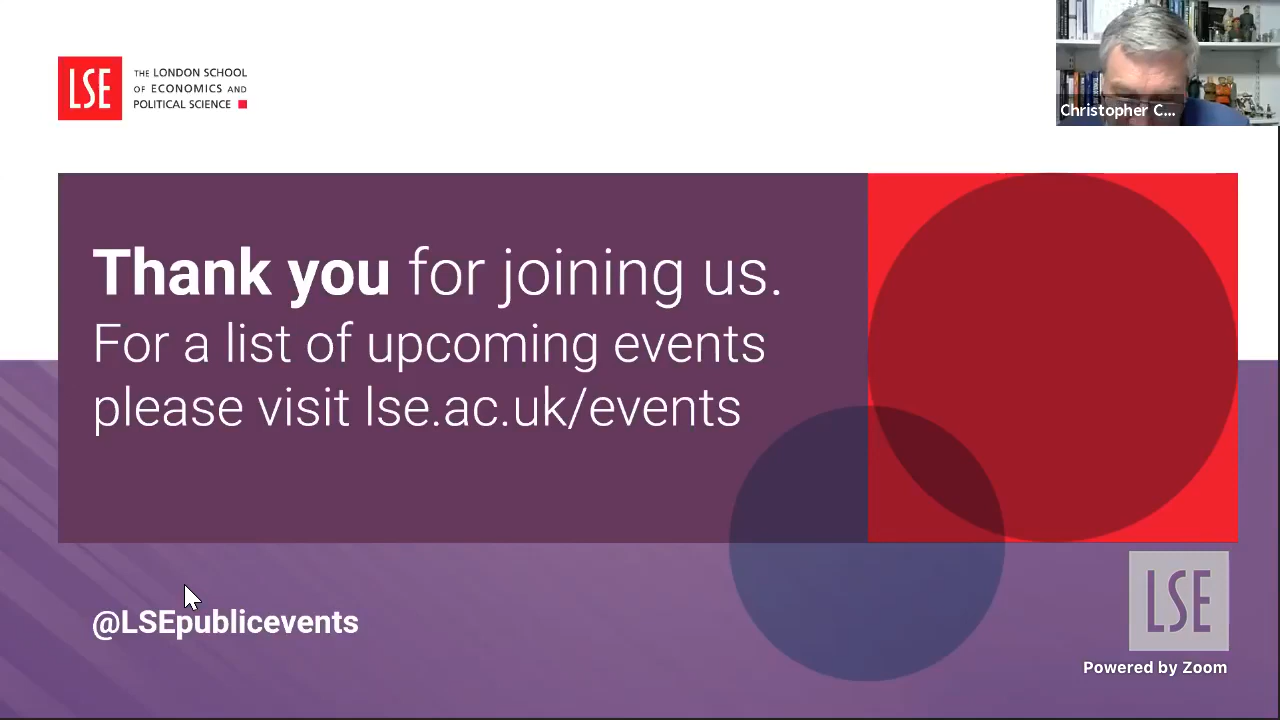 LSE
THE LONDON SCHOOL
OF ECONOMICS AND
POLITICAL SCIENCE
Christopher C...
Thank you for joining us.
For a list of upcoming events
please visit lse.ac.uk/events
@LSEpublicevents
LSE
Powered by Zoom